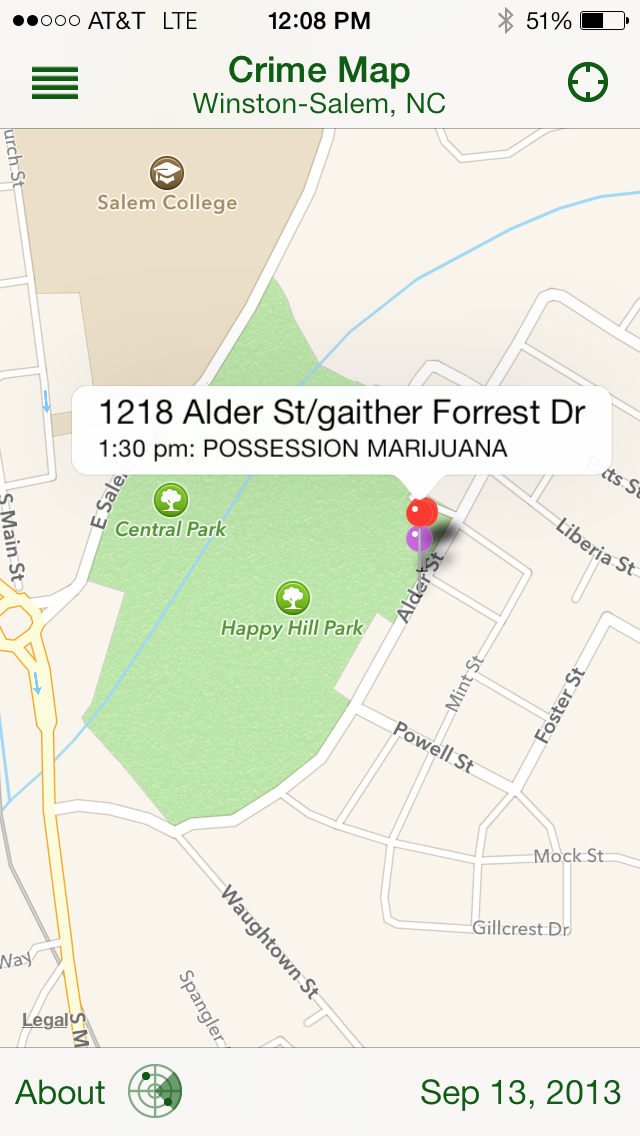 AT&T LTE 12:08 PM 51%
Crime Map
Winston-Salem, NC
urch St
Salem College
1218 Alder St/gaither Forrest Dr
1:30 pm: POSSESSION MARIJUANA
E Salem
Pitts St
S Main St
Central Park
Liberia St
Happy Hill Park
Alder St
Mint St
Foster St
Powell St
Mock St
Waughtown St
Gillcrest Dr
Way
Spangler
Legal
S M
About
Sep 13, 2013